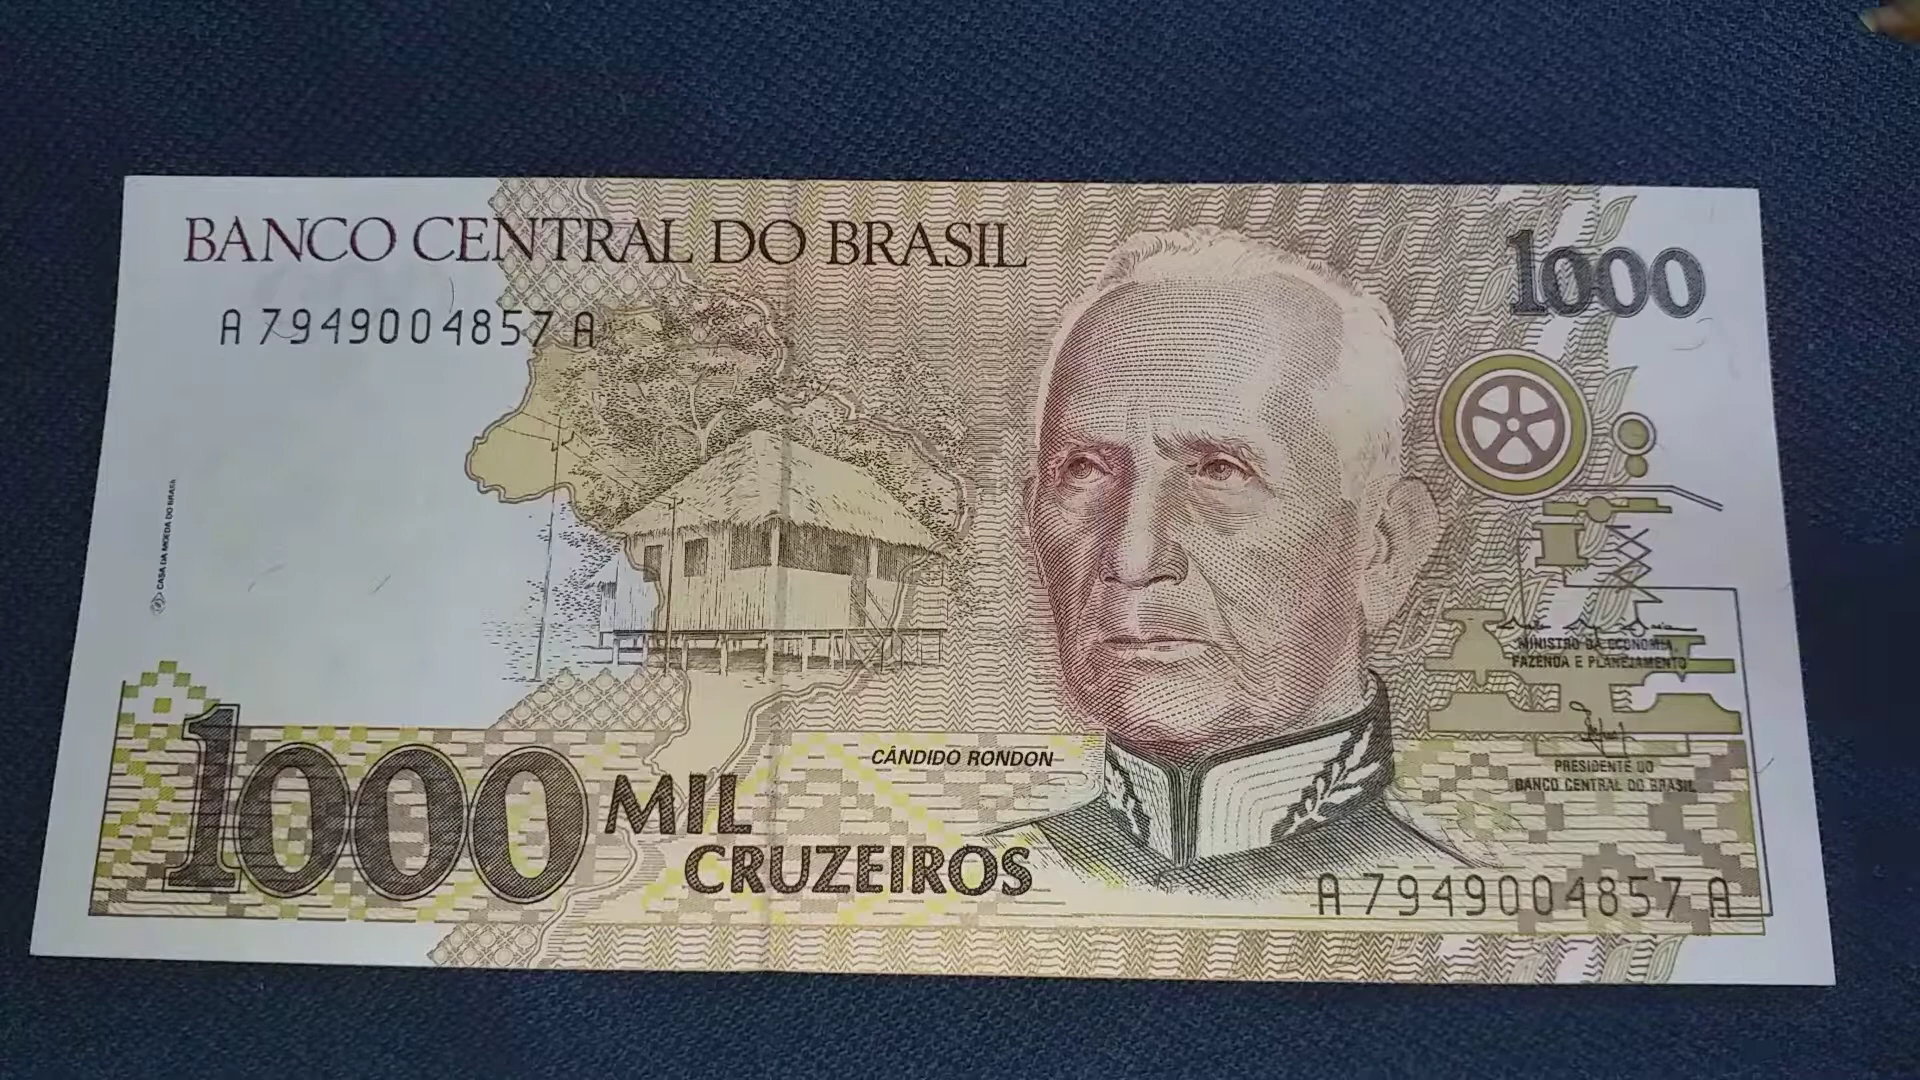 BANCO CENTRAL DO BRASIL
1000
A 7949004857 A
CASA DA MOEDA DO BRASIL
MINISTRO DA ECONOMIA,
FAZENDA E PLANEJAMENTO
CÂNDIDO RONDON
PRESIDENTE DO
BANCO CENTRAL DO BRASIL
1000 MIL
CRUZEIROS
A 7949004857 A